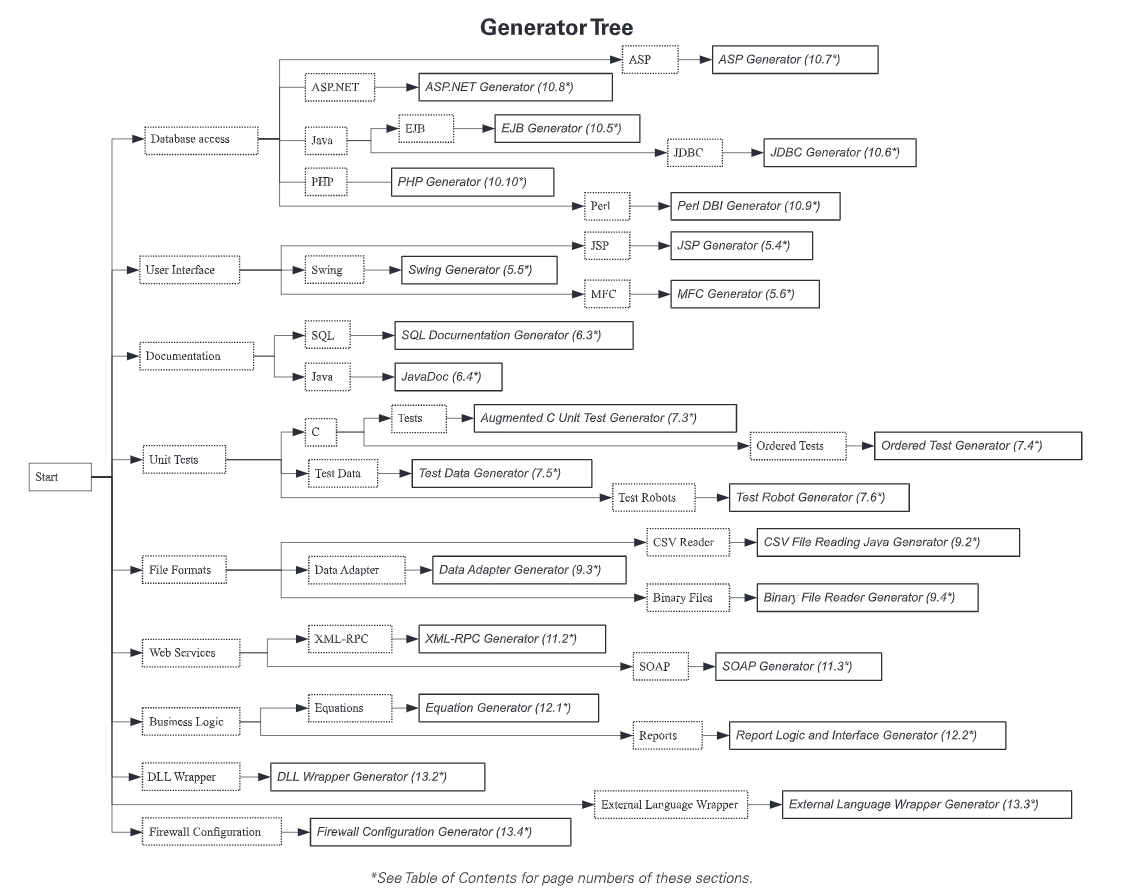 Generator Tree
ASP
ASP Generator (10.7*)
ASP.NET
ASP.NET Generator (10.8*)
Database access
Java
EJB
EJB Generator (10.5*)
JDBC
JDBC Generator (10.6*)
PHP
PHP Generator (10.10*)
Perl
Perl DBI Generator (10.9*)
User Interface
JSP
JSP Generator (5.4*)
Swing
Swing Generator (5.5*)
MFC
MFC Generator (5.6*)
Documentation
SQL
SQL Documentation Generator (6.3*)
Java
JavaDoc (6.4*)
Unit Tests
C
Tests
Augmented C Unit Test Generator (7.3*)
Ordered Tests
Ordered Test Generator (7.4*)
Start
Test Data
Test Data Generator (7.5*)
Test Robots
Test Robot Generator (7.6*)
File Formats
CSV Reader
CSV File Reading Java Generator (9.2*)
Data Adapter
Data Adapter Generator (9.3*)
Binary Files
Binary File Reader Generator (9.4*)
Web Services
XML-RPC
XML-RPC Generator (11.2*)
SOAP
SOAP Generator (11.3*)
Business Logic
Equations
Equation Generator (12.1*)
Reports
Report Logic and Interface Generator (12.2*)
DLL Wrapper
DLL Wrapper Generator (13.2*)
External Language Wrapper
External Language Wrapper Generator (13.3*)
Firewall Configuration
Firewall Configuration Generator (13.4*)
*See Table of Contents for page numbers of these sections.